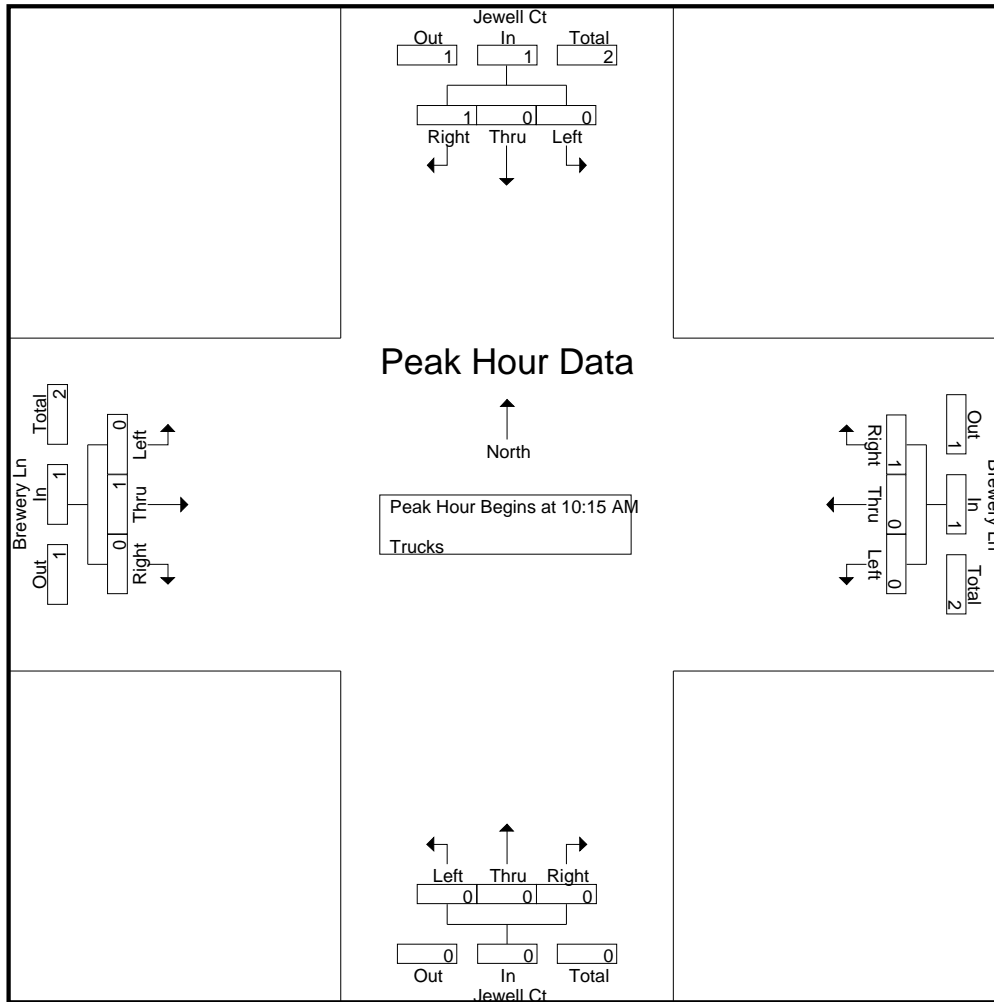 Jewell Ct
Out In Total
1 1 2
1 0 0
Right Thru Left
Peak Hour Data
North
Peak Hour Begins at 10:15 AM
Trucks
Brewery Ln
Out In Total
1 1 2
0 1 0
Right Thru Left
Brewery Ln
Out In Total
1 1 2
1 0 0
Right Thru Left
Left Thru Right
0 0 0
0 0 0
Out In Total
Jewell Ct